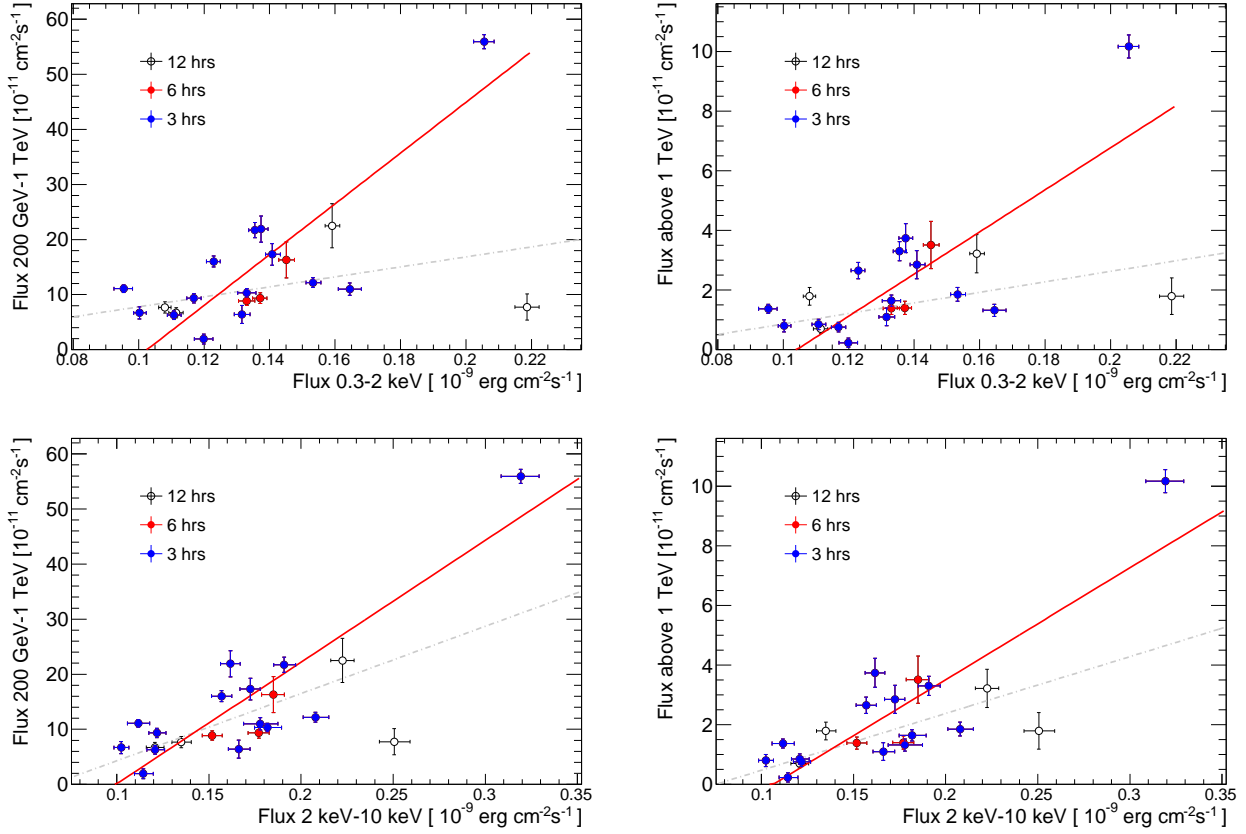 Flux 200 GeV-1 TeV [10⁻¹¹ cm⁻²s⁻¹]
60
50
40
30
20
10
0
12 hrs
6 hrs
3 hrs
0.08 0.1 0.12 0.14 0.16 0.18 0.2 0.22
Flux 0.3-2 keV [ 10⁻⁹ erg cm⁻²s⁻¹ ]
Flux above 1 TeV [10⁻¹¹ cm⁻²s⁻¹]
10
8
6
4
2
0
12 hrs
6 hrs
3 hrs
0.08 0.1 0.12 0.14 0.16 0.18 0.2 0.22
Flux 0.3-2 keV [ 10⁻⁹ erg cm⁻²s⁻¹ ]
Flux 200 GeV-1 TeV [10⁻¹¹ cm⁻²s⁻¹]
60
50
40
30
20
10
0
12 hrs
6 hrs
3 hrs
0.1 0.15 0.2 0.25 0.3 0.35
Flux 2 keV-10 keV [ 10⁻⁹ erg cm⁻²s⁻¹ ]
Flux above 1 TeV [10⁻¹¹ cm⁻²s⁻¹]
10
8
6
4
2
0
12 hrs
6 hrs
3 hrs
0.1 0.15 0.2 0.25 0.3 0.35
Flux 2 keV-10 keV [ 10⁻⁹ erg cm⁻²s⁻¹ ]